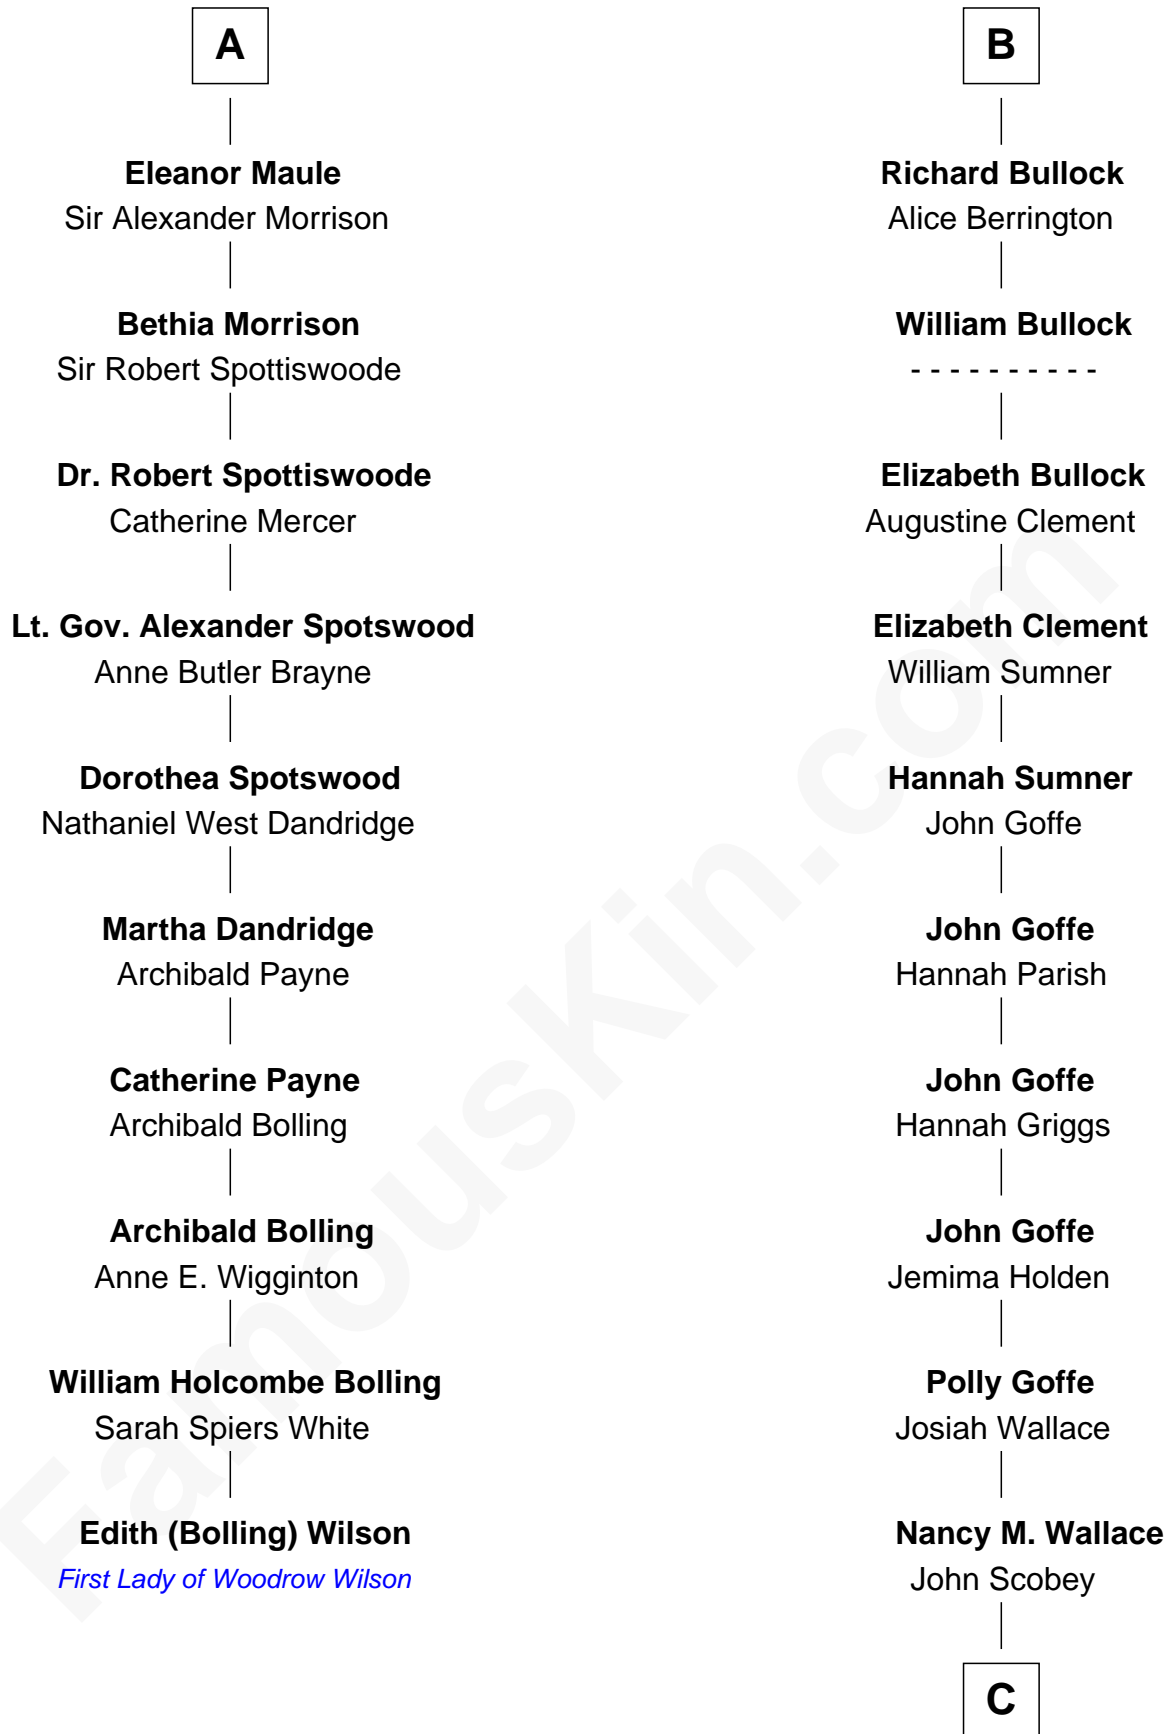 A
Eleanor Maule
Sir Alexander Morrison
Bethia Morrison
Sir Robert Spottiswoode
Dr. Robert Spottiswoode
Catherine Mercer
Lt. Gov. Alexander Spotswood
Anne Butler Brayne
Dorothea Spotswood
Nathaniel West Dandridge
Martha Dandridge
Archibald Payne
Catherine Payne
Archibald Bolling
Archibald Bolling
Anne E. Wigginton
William Holcombe Bolling
Sarah Spiers White
Edith (Bolling) Wilson
First Lady of Woodrow Wilson
B
Richard Bullock
Alice Berrington
William Bullock
- - - - - - - - - -
Elizabeth Bullock
Augustine Clement
Elizabeth Clement
William Sumner
Hannah Sumner
John Goffe
John Goffe
Hannah Parish
John Goffe
Hannah Griggs
John Goffe
Jemima Holden
Polly Goffe
Josiah Wallace
Nancy M. Wallace
John Scobey
C
FamousKin.com